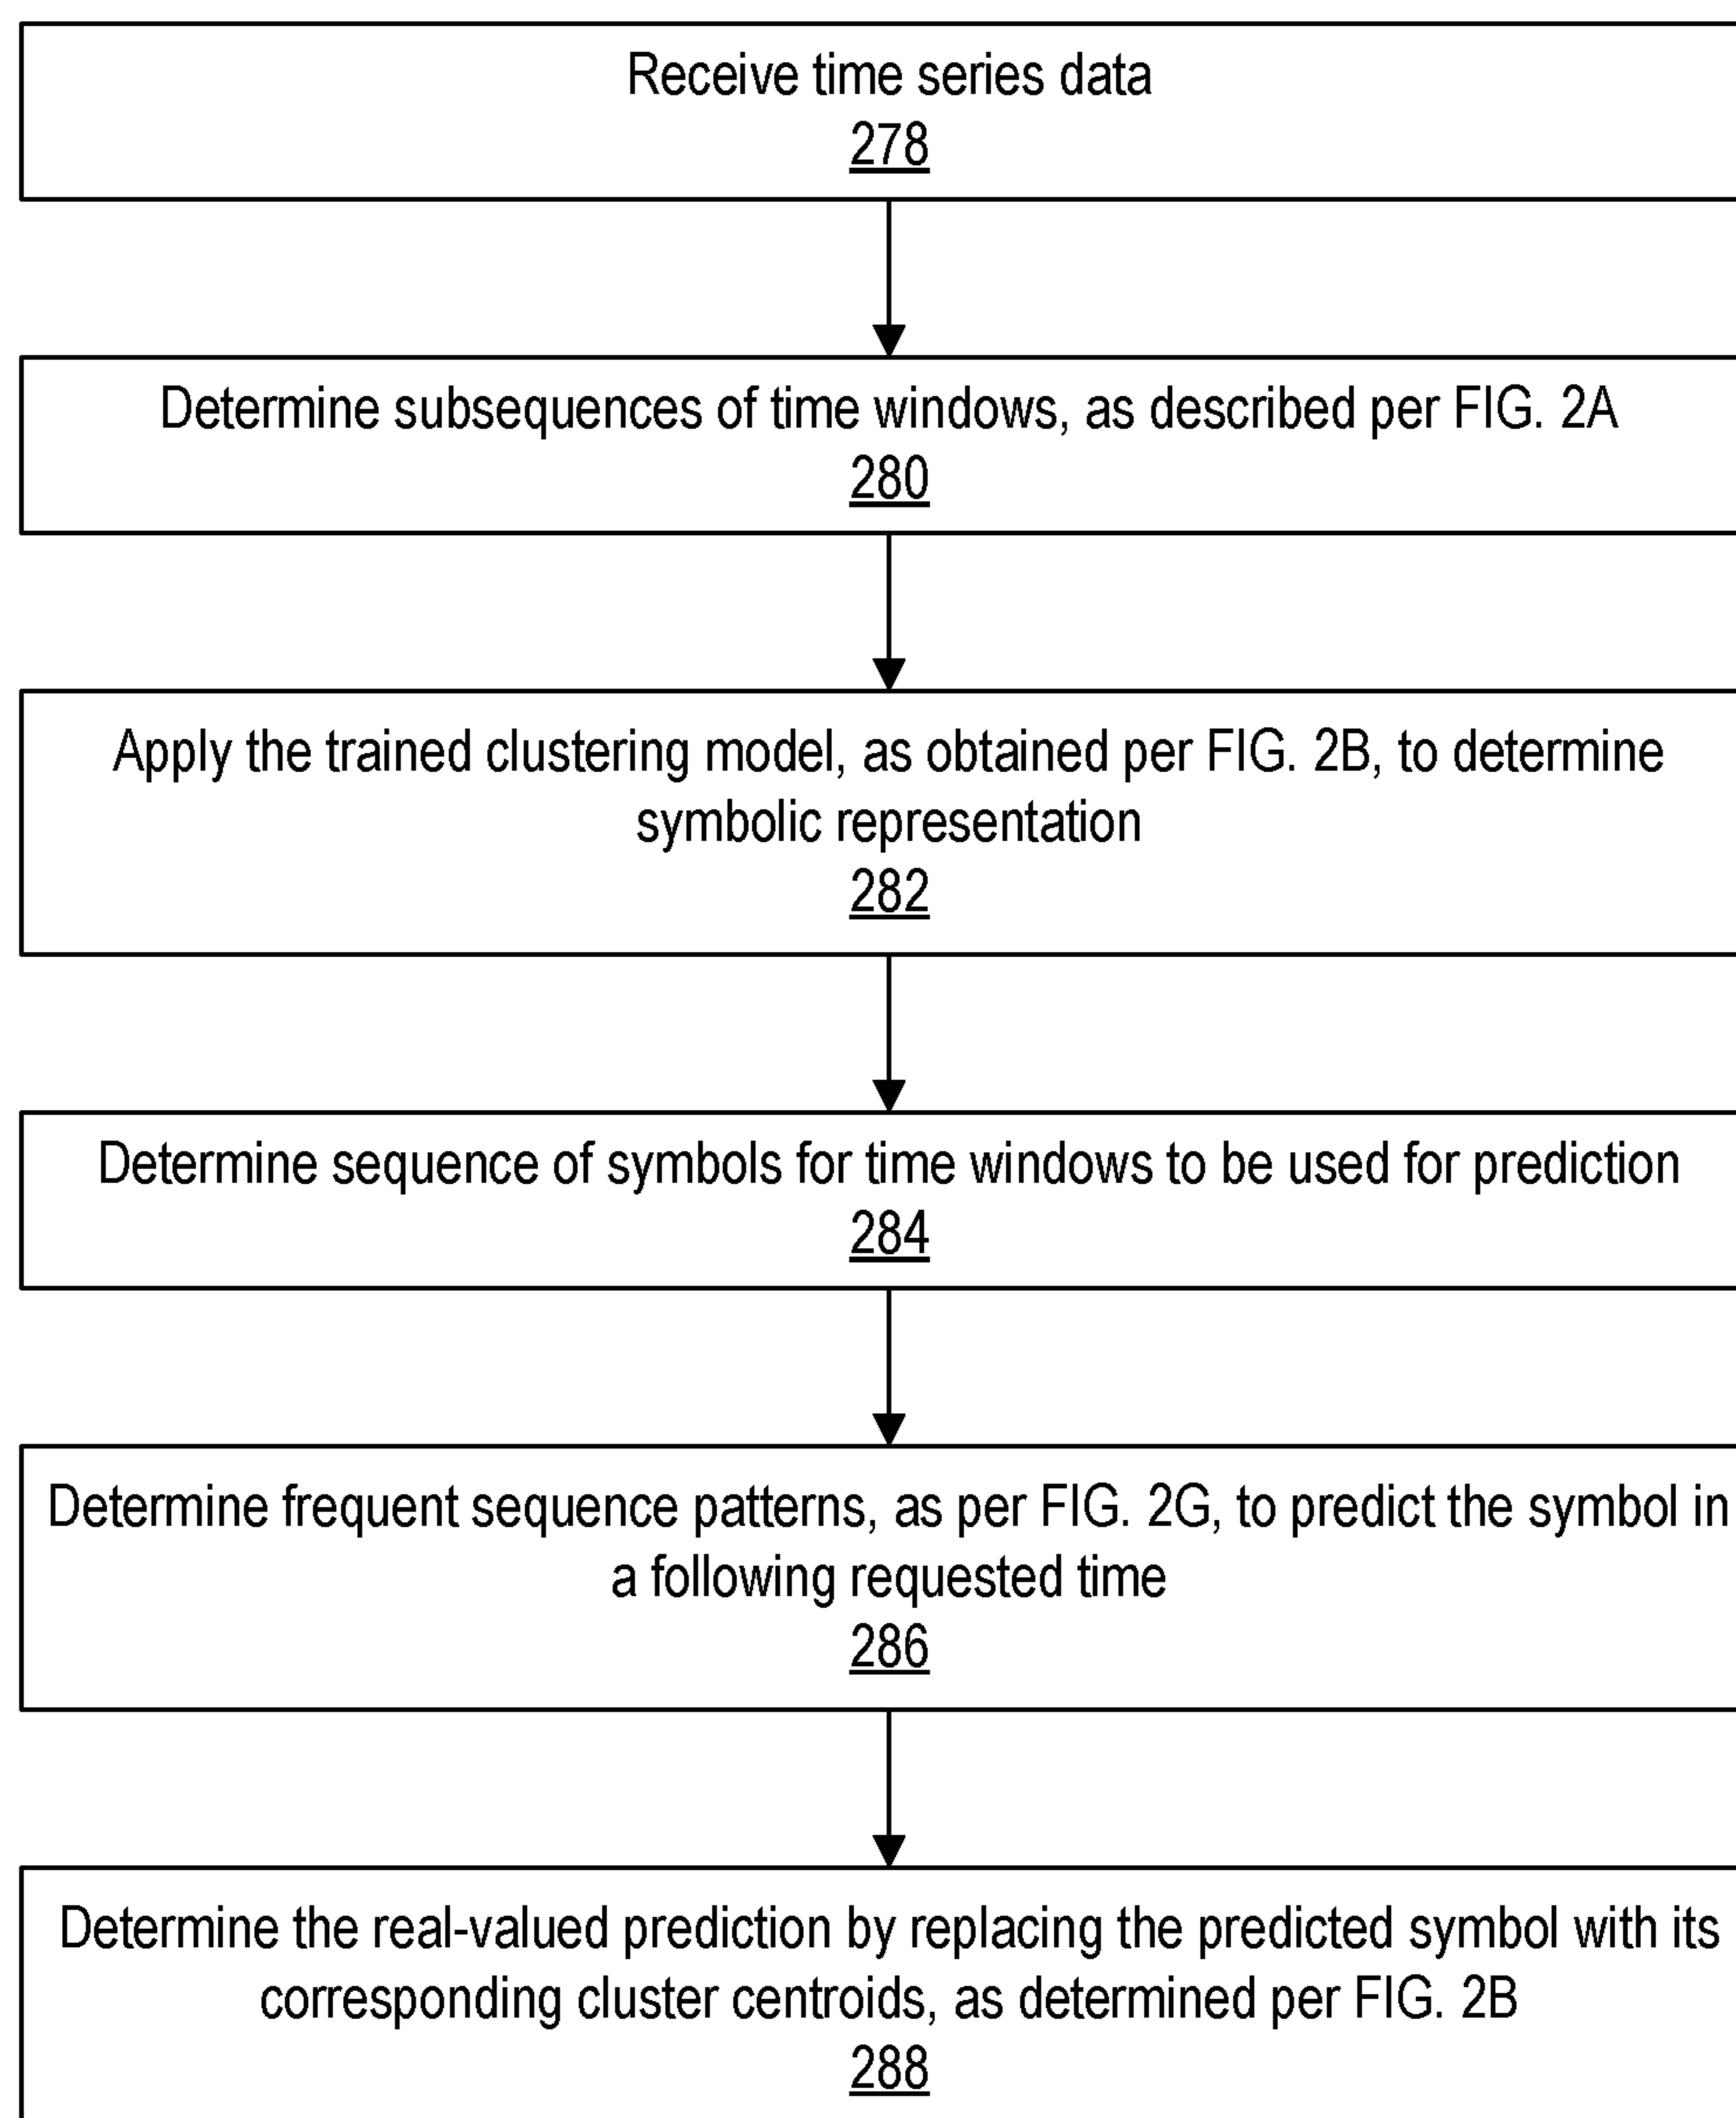 Receive time series data
278
Determine subsequences of time windows, as described per FIG. 2A
280
Apply the trained clustering model, as obtained per FIG. 2B, to determine
symbolic representation
282
Determine sequence of symbols for time windows to be used for prediction
284
Determine frequent sequence patterns, as per FIG. 2G, to predict the symbol in
a following requested time
286
Determine the real-valued prediction by replacing the predicted symbol with its
corresponding cluster centroids, as determined per FIG. 2B
288